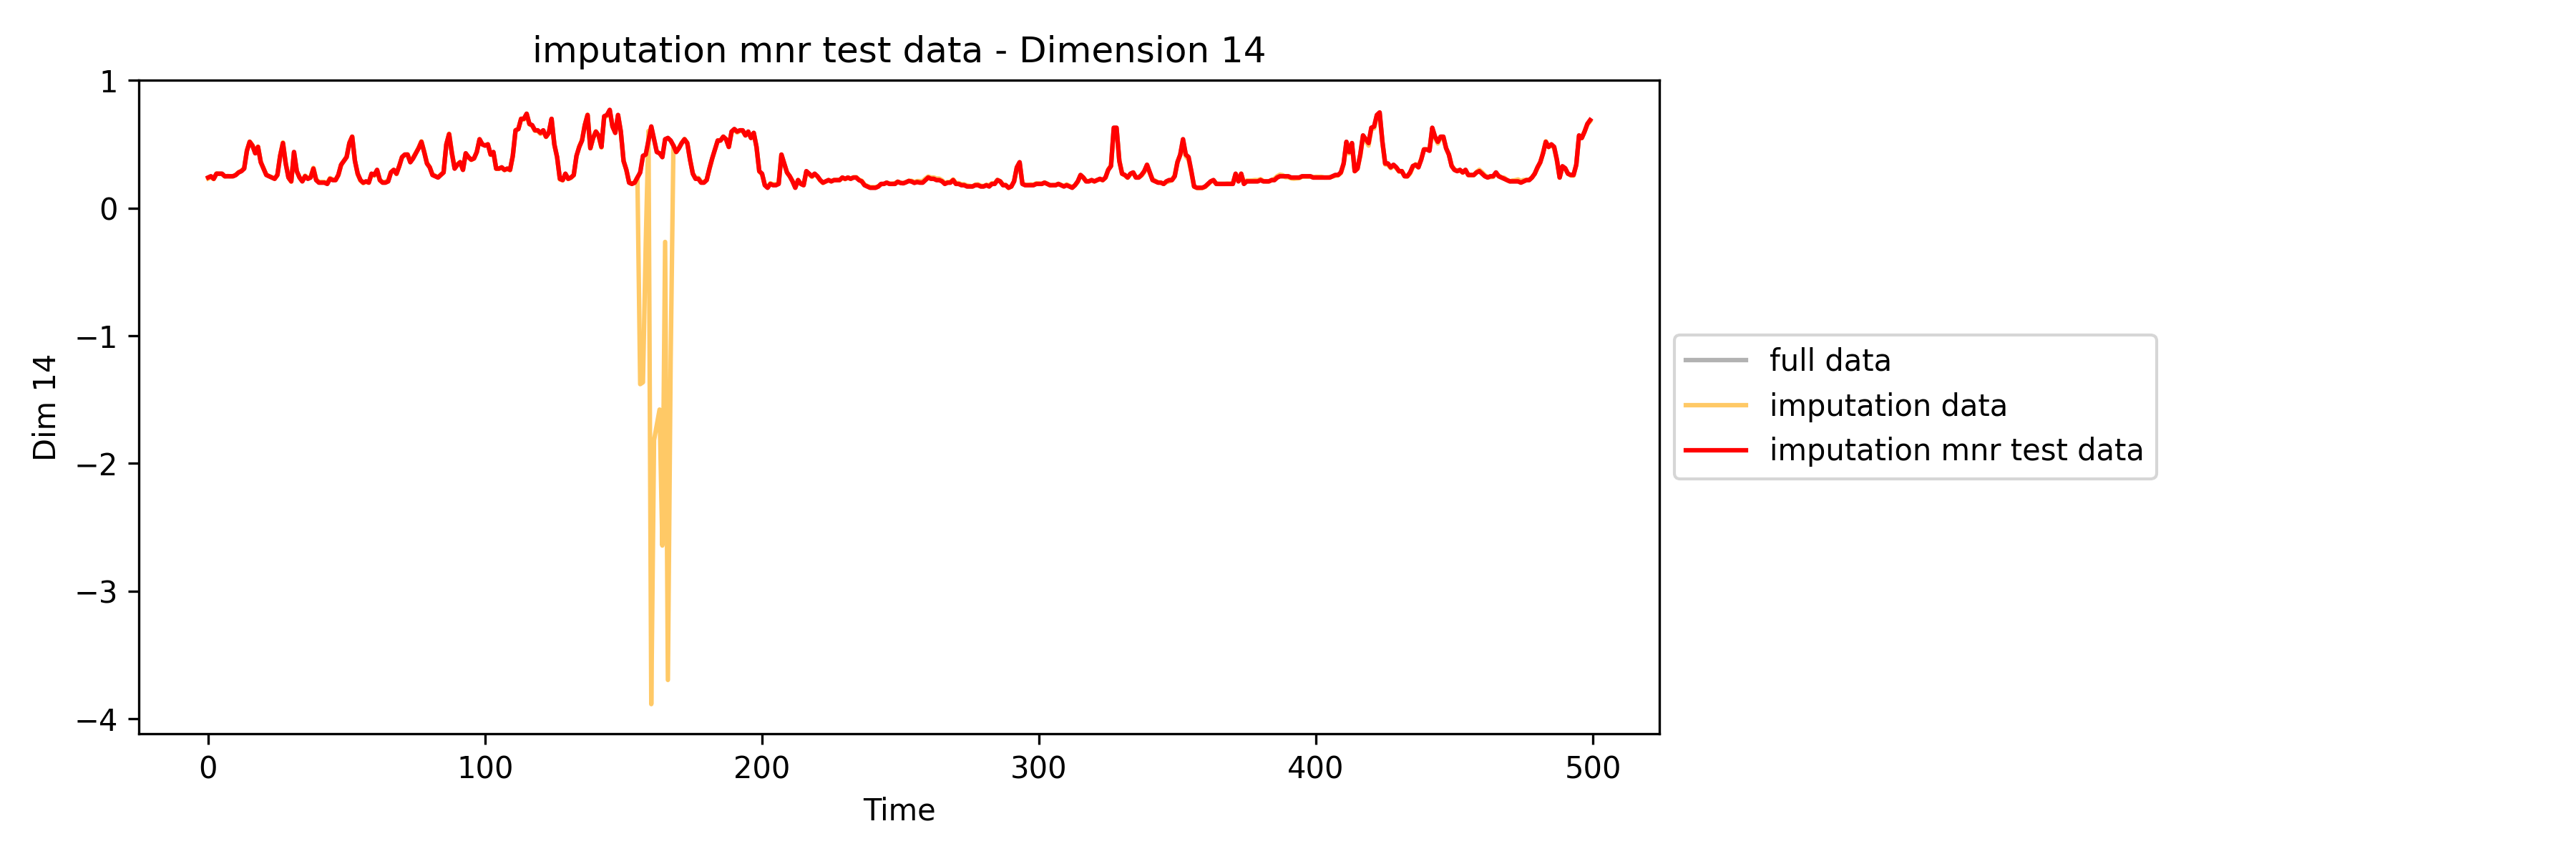 imputation mnr test data - Dimension 14
1
0
−1
−2
−3
−4
Dim 14
0 100 200 300 400 500
Time
full data
imputation data
imputation mnr test data